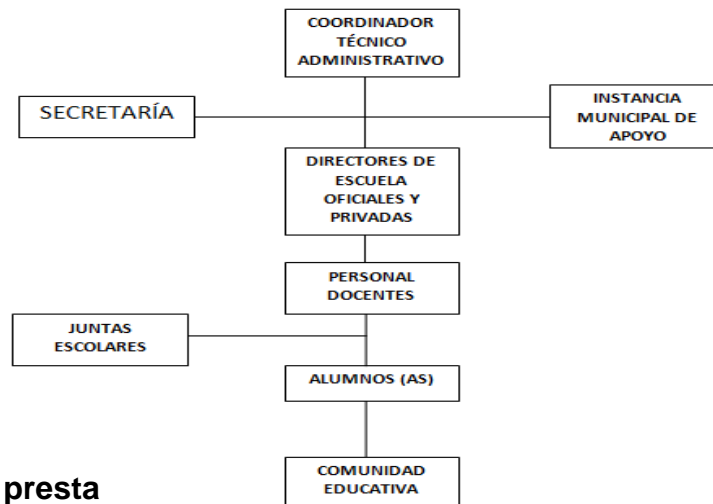 COORDINADOR
TÉCNICO
ADMINISTRATIVO
SECRETARÍA
INSTANCIA
MUNICIPAL DE
APOYO
DIRECTORES DE
ESCUELA
OFICIALES Y
PRIVADAS
PERSONAL
DOCENTES
JUNTAS
ESCOLARES
ALUMNOS (AS)
COMUNIDAD
EDUCATIVA
presta